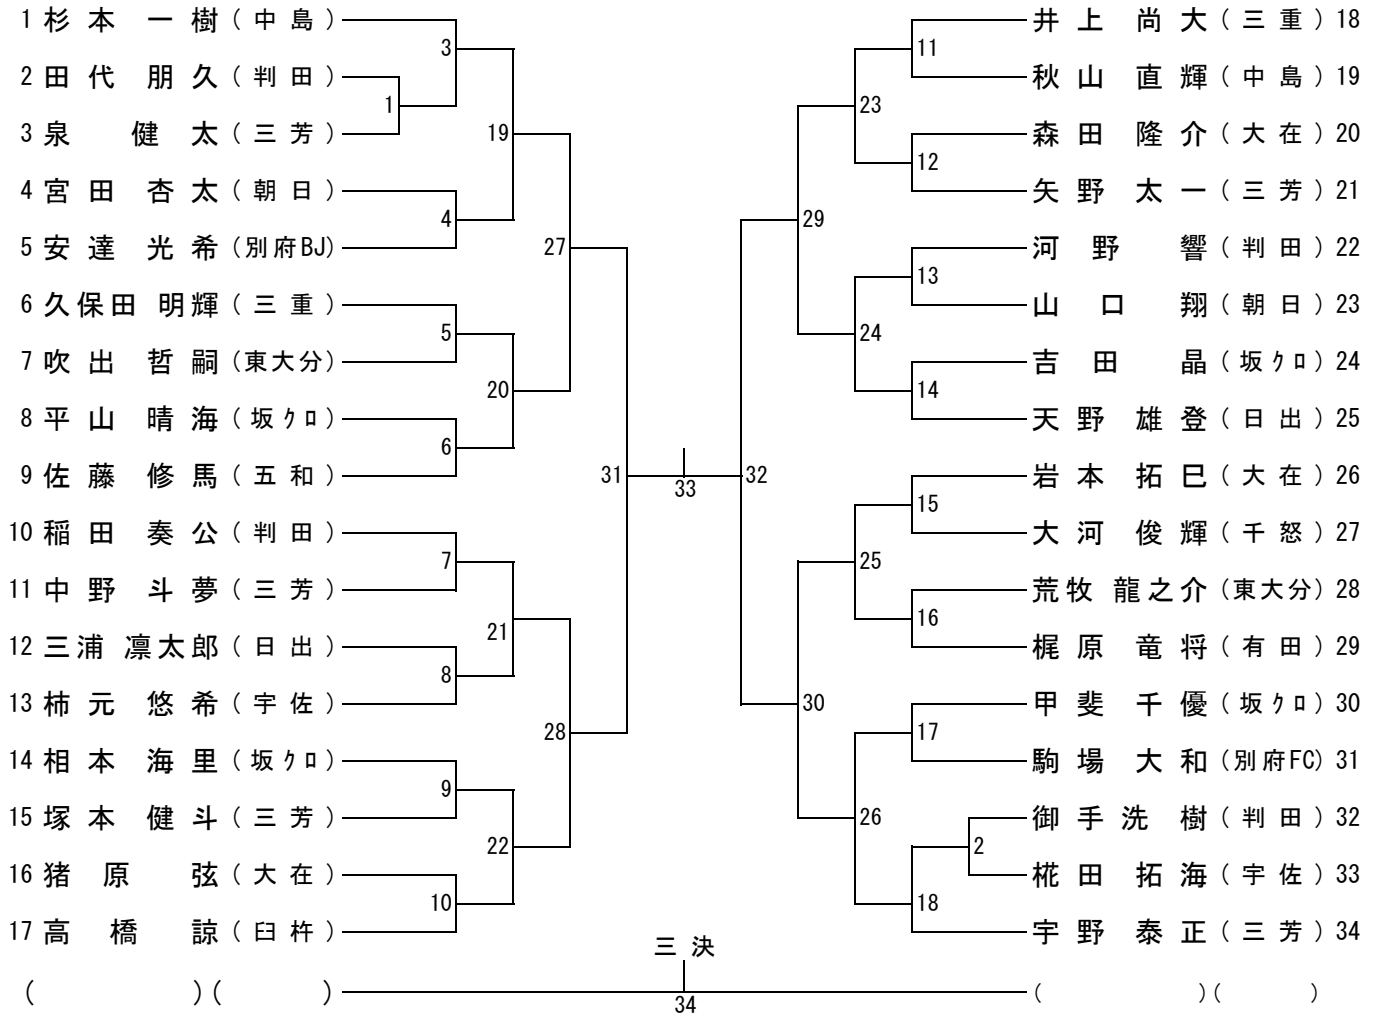 1 杉本 一樹 (中島)
3
2 田代 朋久 (判田)
1
3 泉 健太 (三芳)
19
4 宮田 杏太 (朝日)
4
5 安達 光希 (別府BJ)
27
6 久保田 明輝 (三重)
5
7 吹出 哲嗣 (東大分)
20
8 平山 晴海 (坂クロ)
6
9 佐藤 修馬 (五和)
31
10 稲田 奏公 (判田)
7
11 中野 斗夢 (三芳)
21
12 三浦 凛太郎 (日出)
8
13 柿元 悠希 (宇佐)
28
14 相本 海里 (坂クロ)
9
15 塚本 健斗 (三芳)
22
16 猪原 弦 (大在)
10
17 高橋 諒 (臼杵)
33
井上 尚大 (三重) 18
11
秋山 直輝 (中島) 19
23
森田 隆介 (大在) 20
12
矢野 太一 (三芳) 21
29
河野 響 (判田) 22
13
山口 翔 (朝日) 23
24
吉田 晶 (坂クロ) 24
14
天野 雄登 (日出) 25
32
岩本 拓巳 (大在) 26
15
大河 俊輝 (千怒) 27
25
荒牧 龍之介 (東大分) 28
16
梶原 竜将 (有田) 29
30
甲斐 千優 (坂クロ) 30
17
駒場 大和 (別府FC) 31
26
御手洗 樹 (判田) 32
2
椛田 拓海 (宇佐) 33
18
宇野 泰正 (三芳) 34
三決
( )( ) ( )( )
34